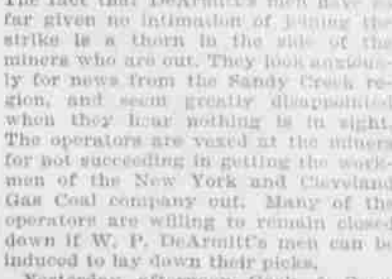 The fact that DeArmitt's men have so
far given no intimation of joining the
strike is a thorn in the side of the
miners who are out. They look anxious-
ly for news from the Sandy Creek re-
gion, and seem greatly disappointed
when they hear nothing is in sight.
The operators are vexed at the miners
for not succeeding in getting the work-
men of the New York and Cleveland
Gas Coal company out. Many of the
operators are willing to remain closed
down if W. P. DeArmitt's men can be
induced to lay down their picks.
Yesterday afternoon